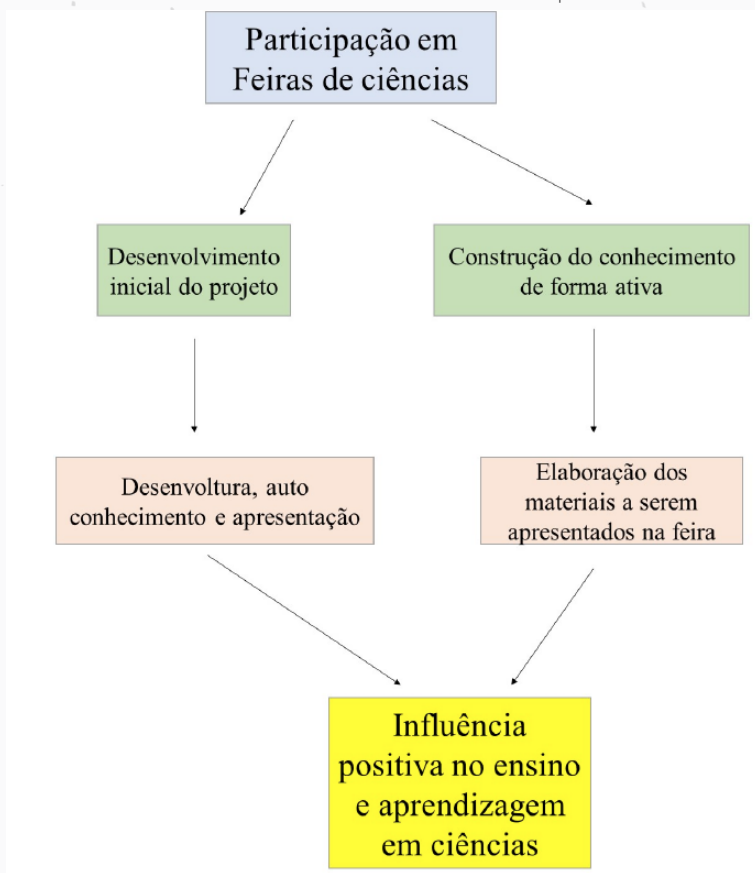 Participação em
Feiras de ciências
Desenvolvimento
inicial do projeto
Construção do conhecimento
de forma ativa
Desenvoltura, auto
conhecimento e apresentação
Elaboração dos
materiais a serem
apresentados na feira
Influência
positiva no ensino
e aprendizagem
em ciências